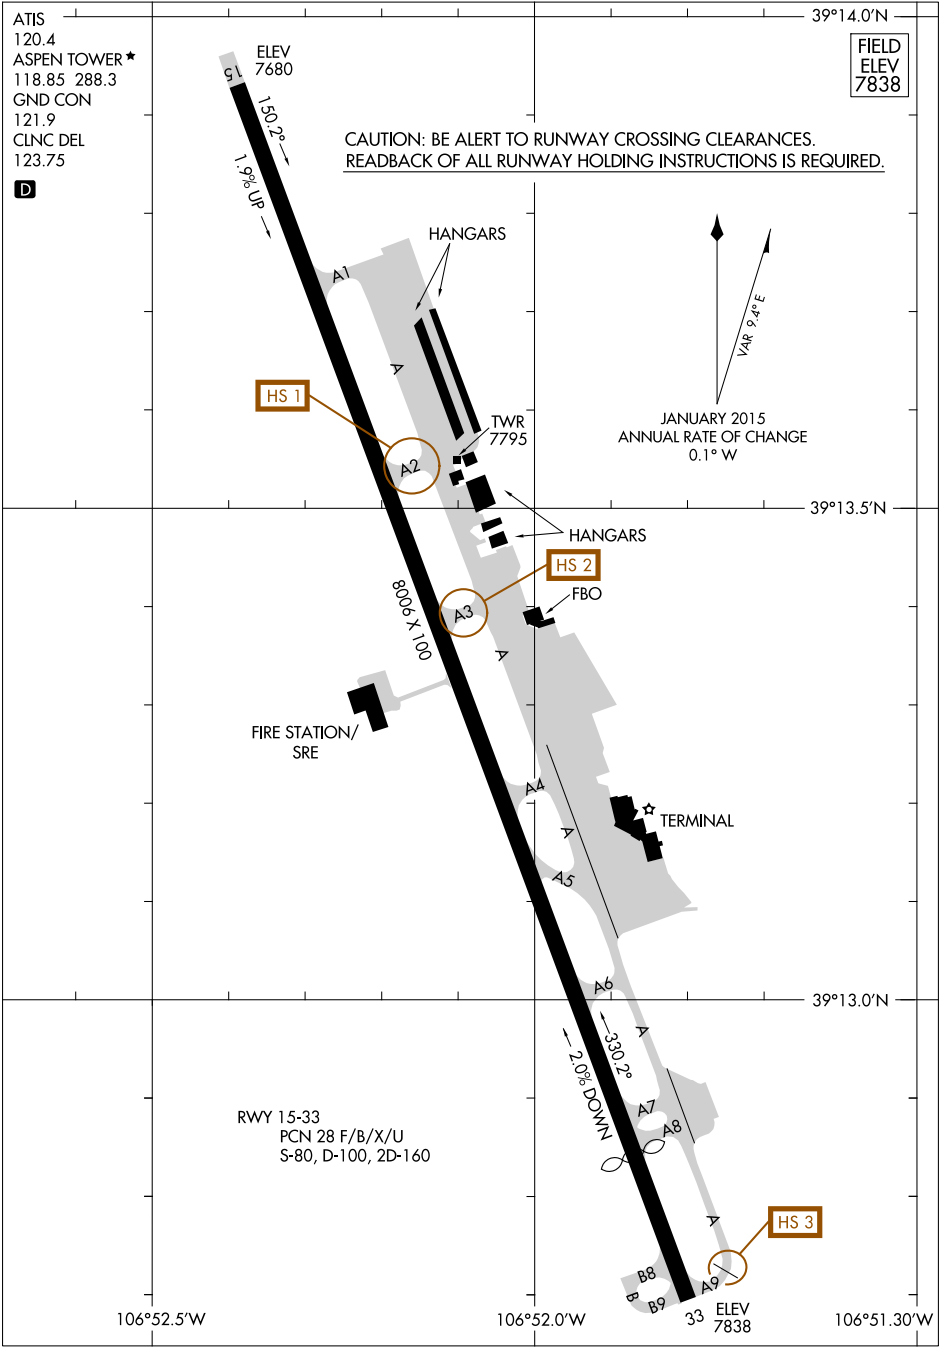 ATIS
120.4
ASPEN TOWER★
118.85 288.3
GND CON
121.9
CLNC DEL
123.75
D
39°14.0'N
FIELD
ELEV
7838
15
ELEV
7680
150.2°
1.9% UP
CAUTION: BE ALERT TO RUNWAY CROSSING CLEARANCES.
READBACK OF ALL RUNWAY HOLDING INSTRUCTIONS IS REQUIRED.
HANGARS
A1
VAR 9.4° E
A
HS 1
JANUARY 2015
ANNUAL RATE OF CHANGE
0.1° W
TWR
7795
A2
39°13.5'N
HANGARS
HS 2
FBO
8006 X 100
A3
A
FIRE STATION/
SRE
A4
A
TERMINAL
A5
A6
39°13.0'N
A
330.2°
2.0% DOWN
A7
A8
RWY 15-33
PCN 28 F/B/X/U
S-80, D-100, 2D-160
A
HS 3
B8
A9
B
B9
33
ELEV
7838
106°52.5'W
106°52.0'W
106°51.30'W